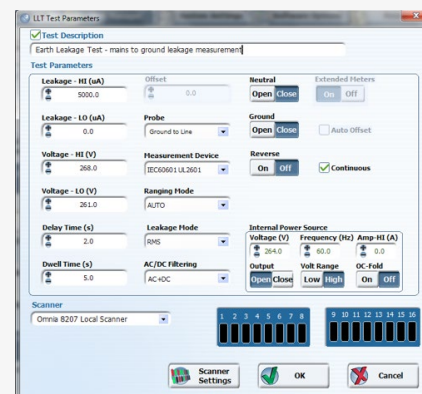 LLT Test Parameters
Test Description
Earth Leakage Test - mains to ground leakage measurement
Test Parameters
Leakage - HI (uA)
5000.0
Offset
0.0
Neutral
Open Close
Extended Meters
On Off
Leakage - LO (uA)
0.0
Probe
Ground to Line
Ground
Open Close
Auto Offset
Voltage - HI (V)
268.0
Measurement Device
IEC60601 UL2601
Reverse
On Off
Continuous
Voltage - LO (V)
261.0
Ranging Mode
AUTO
Delay Time (s)
2.0
Leakage Mode
RMS
Internal Power Source
Voltage (V) Frequency (Hz) Amp-HI (A)
264.0 60.0 0.0
Dwell Time (s)
5.0
AC/DC Filtering
AC+DC
Output Volt Range OC-Fold
Open Close Low High On Off
Scanner
Omnia 8207 Local Scanner
1 2 3 4 5 6 7 8
9 10 11 12 13 14 15 16
Scanner Settings
OK
Cancel